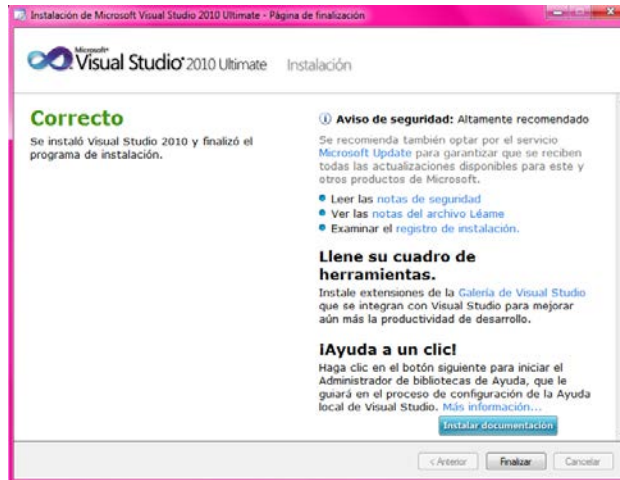 Instalación de Microsoft Visual Studio 2010 Ultimate - Página de finalización
Microsoft®
Visual Studio® 2010 Ultimate Instalación
Correcto
Se instaló Visual Studio 2010 y finalizó el
programa de instalación.
Aviso de seguridad: Altamente recomendado
Se recomienda también optar por el servicio
Microsoft Update para garantizar que se reciben
todas las actualizaciones disponibles para este y
otros productos de Microsoft.
Leer las notas de seguridad
Ver las notas del archivo Léame
Examinar el registro de instalación.
Llene su cuadro de
herramientas.
Instale extensiones de la Galería de Visual Studio
que se integran con Visual Studio para mejorar
aún más la productividad de desarrollo.
¡Ayuda a un clic!
Haga clic en el botón siguiente para iniciar el
Administrador de bibliotecas de Ayuda, que le
guiará en el proceso de configuración de la Ayuda
local de Visual Studio. Más información...
Instalar documentación
< Anterior Finalizar Cancelar